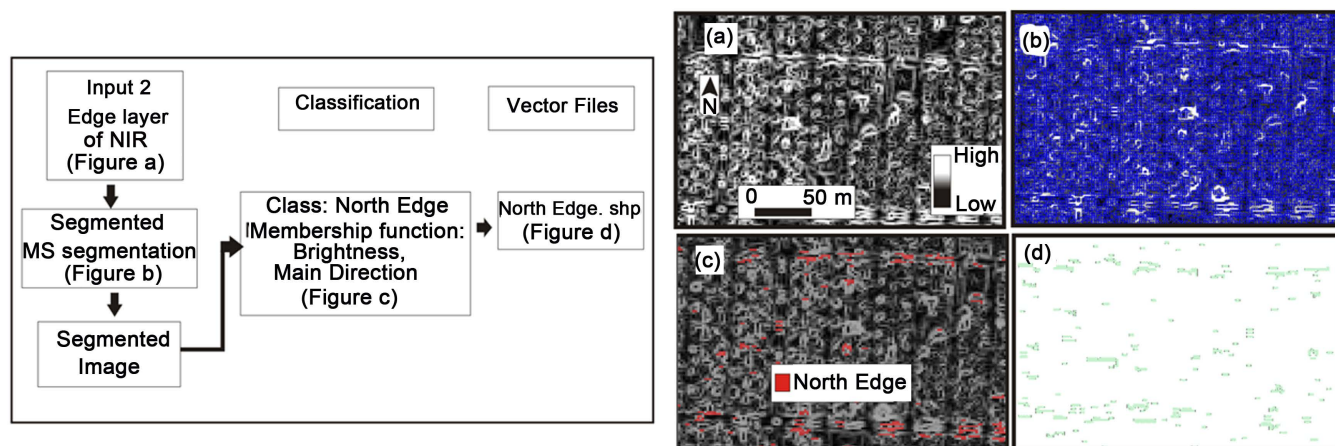 Input 2
Edge layer
of NIR
(Figure a)
Segmented
MS segmentation
(Figure b)
Segmented
Image
Classification
Class: North Edge
Membership function:
Brightness,
Main Direction
(Figure c)
Vector Files
North Edge. shp
(Figure d)
(a)
N
0 50 m
High
Low
(b)
(c)
North Edge
(d)